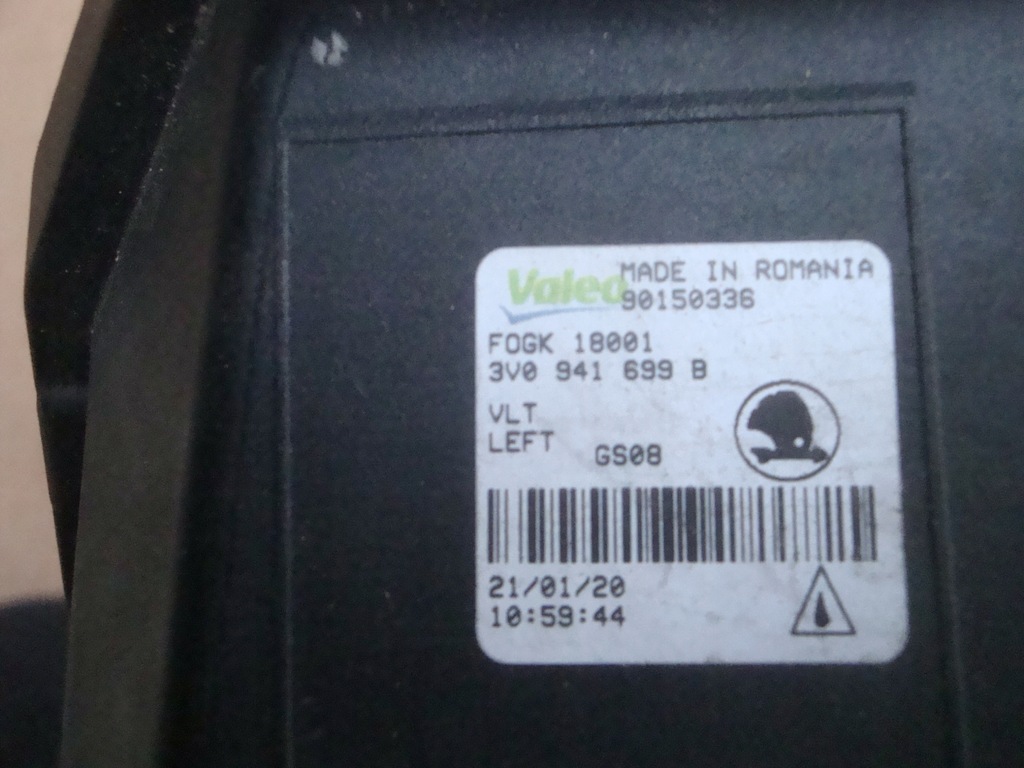 Valeo MADE IN ROMANIA
90150336
FOGK 18001
3V0 941 699 B
VLT
LEFT
GS08
21/01/20
10:59:44